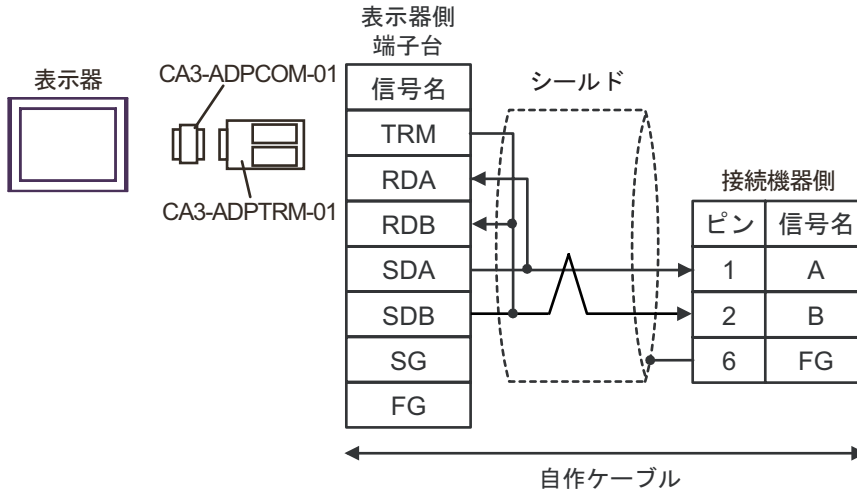 表示器側
端子台
表示器
CA3-ADPCOM-01
CA3-ADPTRM-01
信号名
TRM
RDA
RDB
SDA
SDB
SG
FG
シールド
接続機器側
ピン 信号名
1 A
2 B
6 FG
自作ケーブル